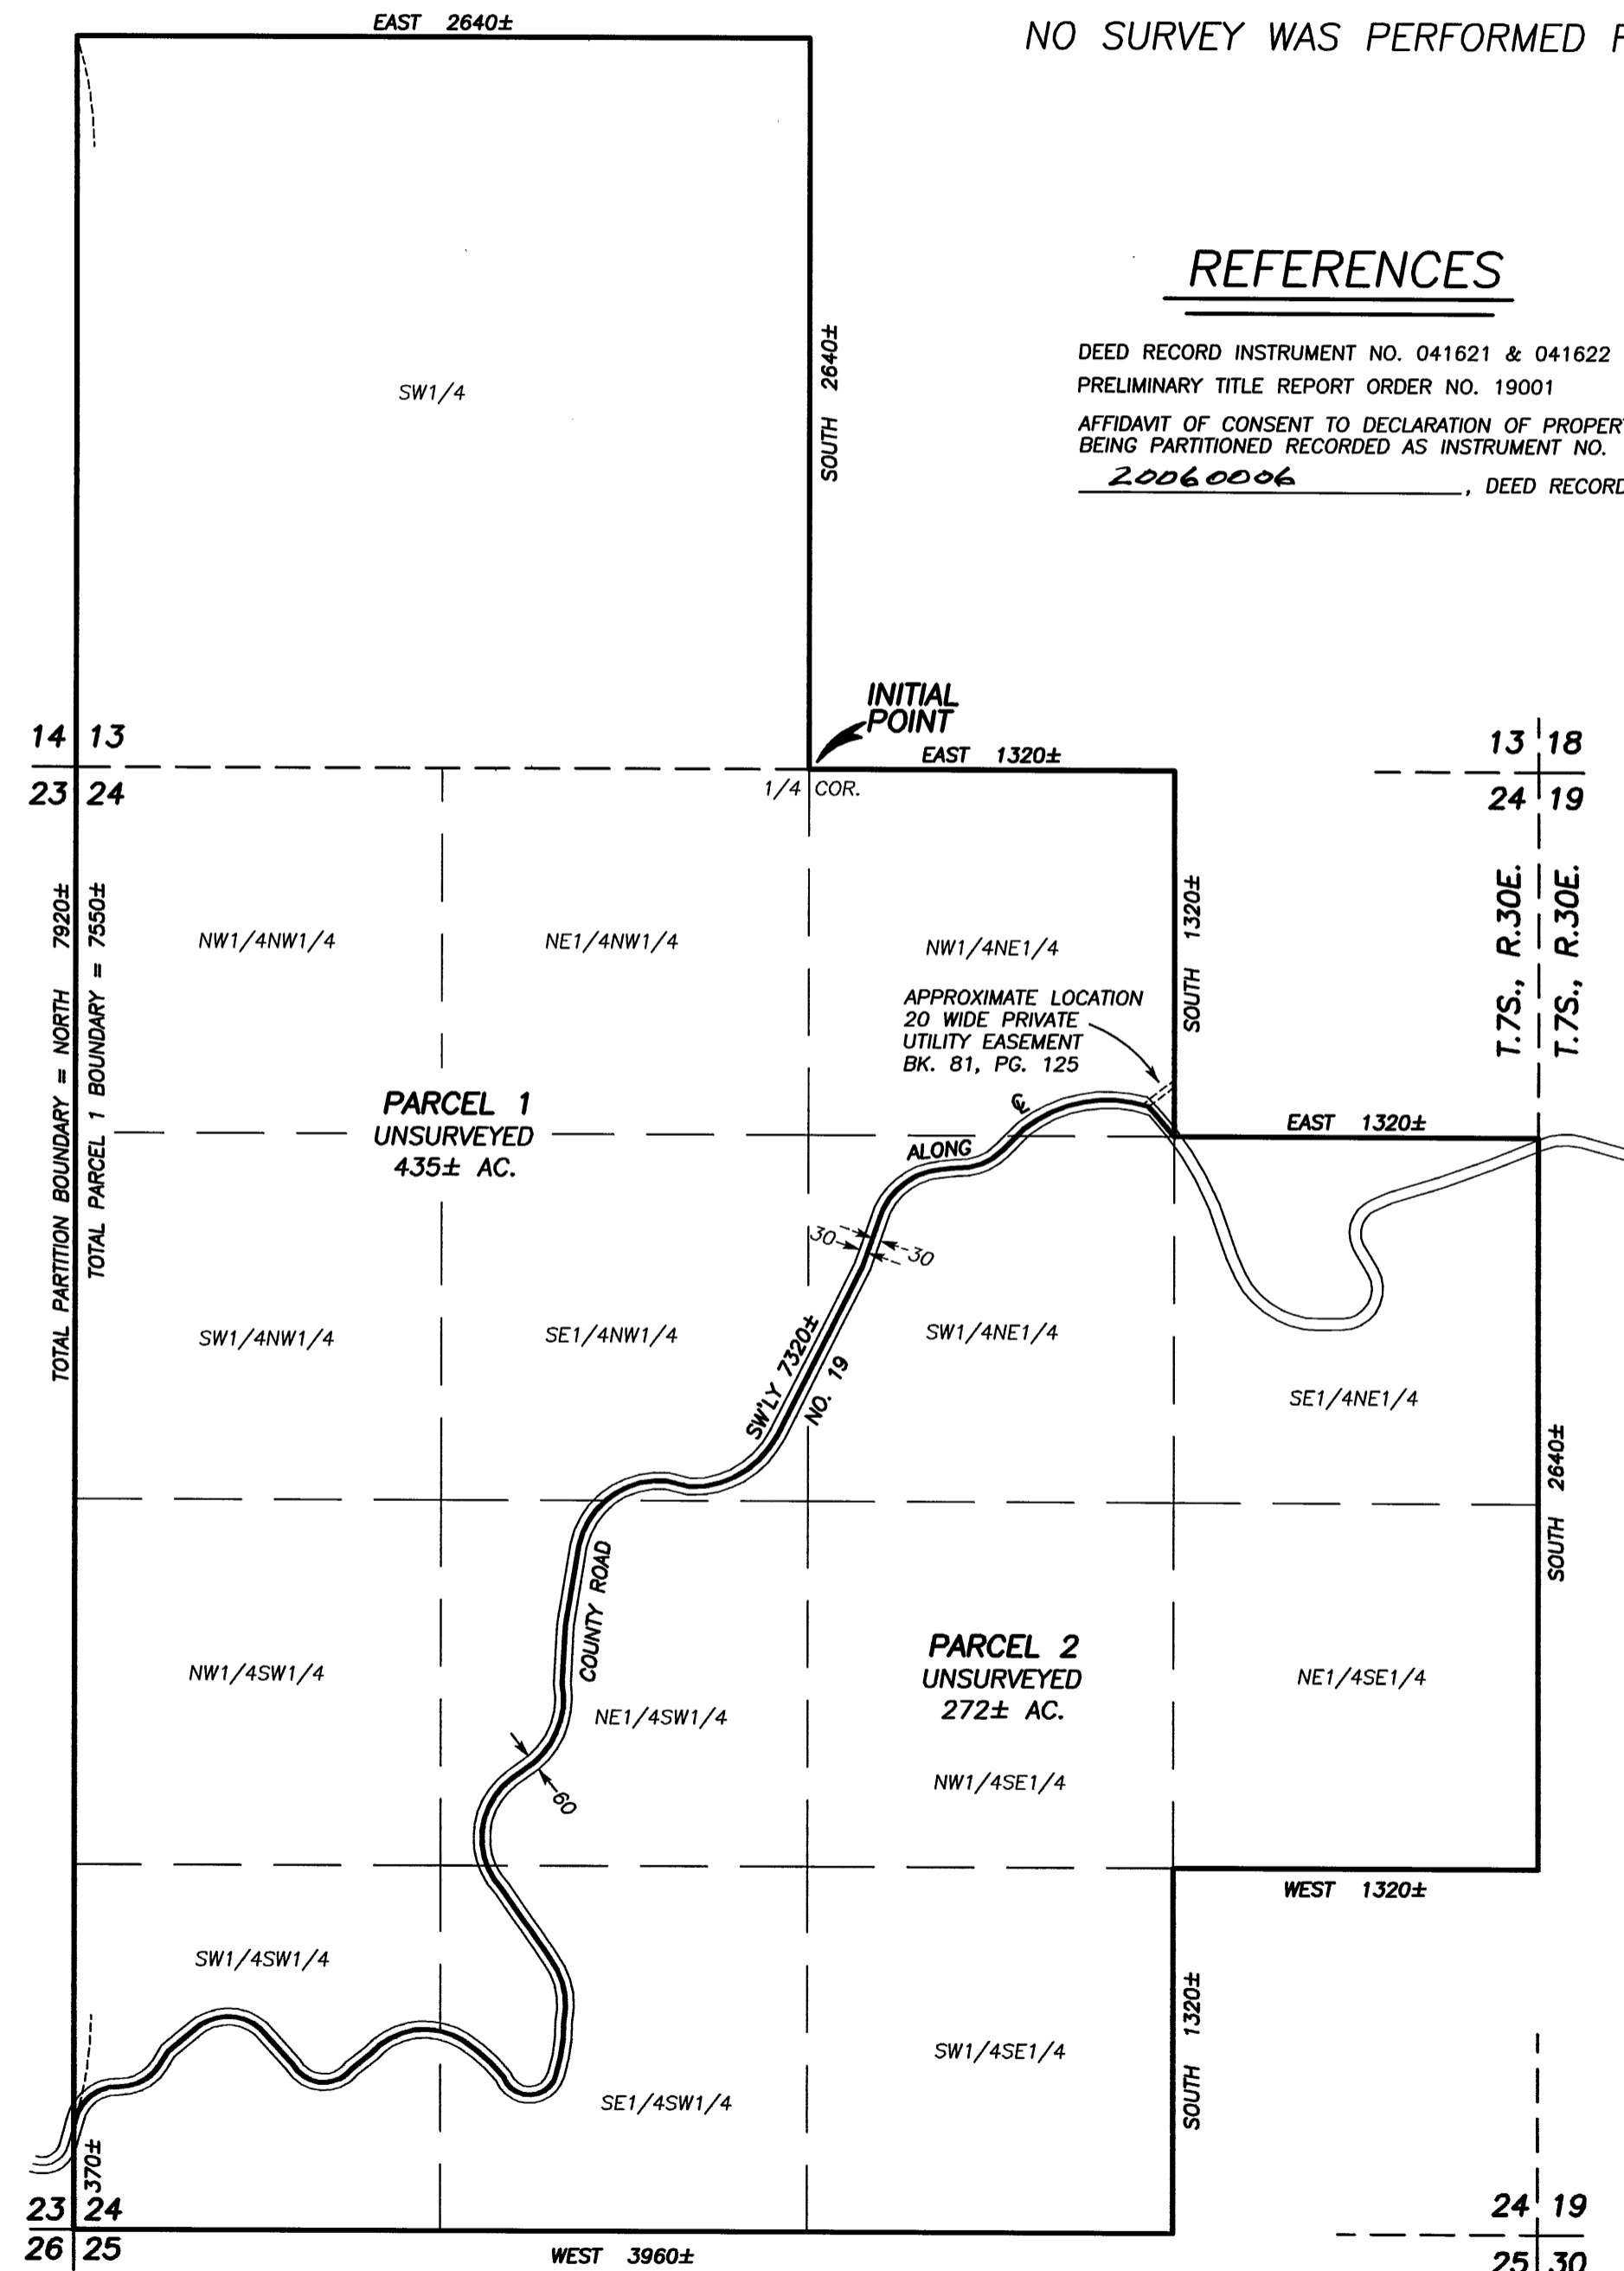 EAST 2640±
NO SURVEY WAS PERFORMED
REFERENCES
DEED RECORD INSTRUMENT NO. 041621 & 041622
PRELIMINARY TITLE REPORT ORDER NO. 19001
AFFIDAVIT OF CONSENT TO DECLARATION OF PROPER
BEING PARTITIONED RECORDED AS INSTRUMENT NO.
20060006, DEED RECORD
SOUTH 2640±
SW1/4
INITIAL
POINT
14 13
EAST 1320±
13 18
23 24
1/4 COR.
24 19
T.7S., R.30E.
T.7S., R.30E.
TOTAL PARTITION BOUNDARY = NORTH 7920±
TOTAL PARCEL 1 BOUNDARY = 7550±
NW1/4NW1/4
NE1/4NW1/4
NW1/4NE1/4
SOUTH 1320±
APPROXIMATE LOCATION
20 WIDE PRIVATE
UTILITY EASEMENT
BK. 81, PG. 125
PARCEL 1
UNSURVEYED
435± AC.
℄
ALONG
EAST 1320±
30
30
SW1/4NW1/4
SE1/4NW1/4
SW'LY 7320±
NO. 19
SW1/4NE1/4
SE1/4NE1/4
SOUTH 2640±
COUNTY ROAD
NW1/4SW1/4
NE1/4SW1/4
PARCEL 2
UNSURVEYED
272± AC.
NE1/4SE1/4
NW1/4SE1/4
60
WEST 1320±
SW1/4SW1/4
SW1/4SE1/4
SOUTH 1320±
SE1/4SW1/4
370±
23 24
24 19
26 25
WEST 3960±
25 30